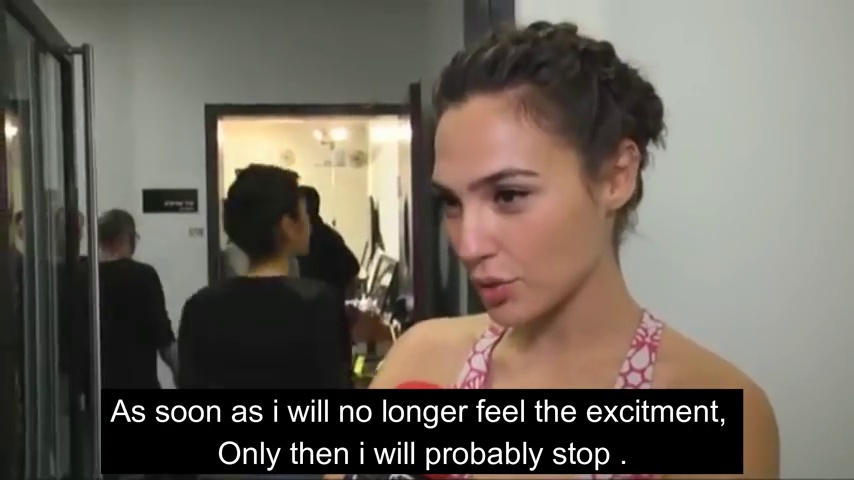 As soon as i will no longer feel the excitment,
Only then i will probably stop .